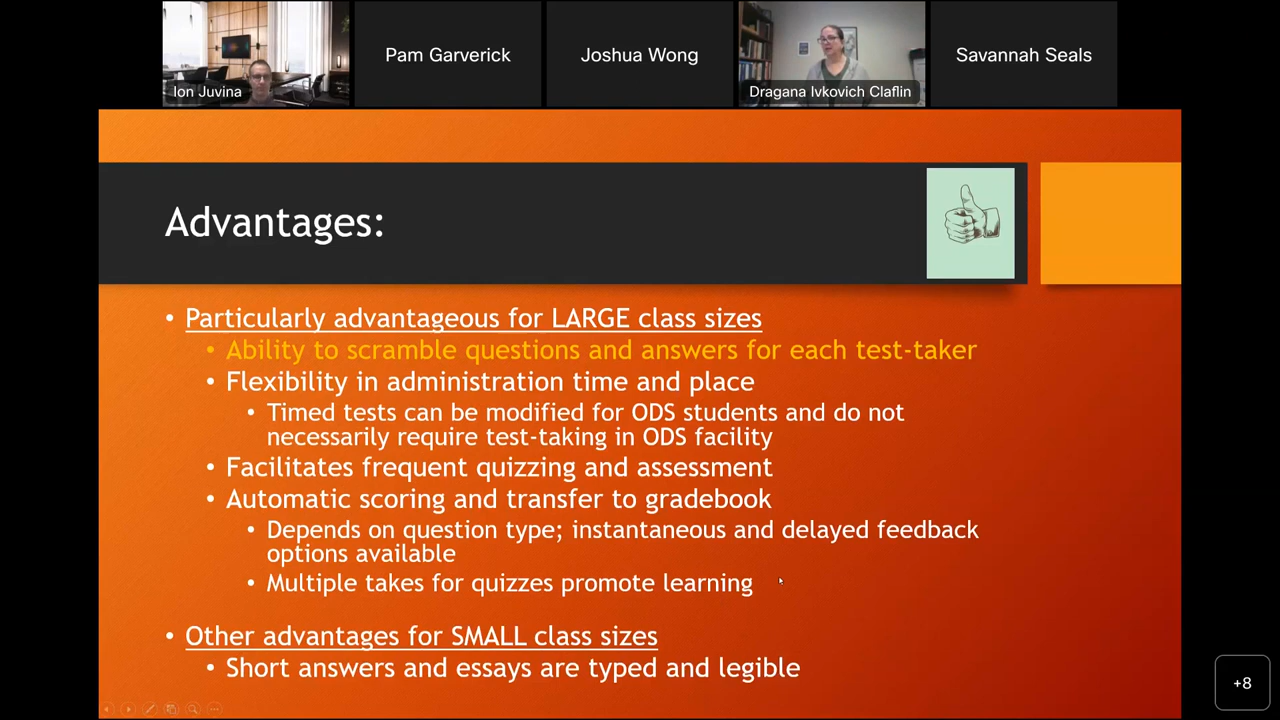 Pam Garverick
Joshua Wong
Savannah Seals
Ion Juvina
Dragana Ivkovich Claflin
Advantages:
• Particularly advantageous for LARGE class sizes
• Ability to scramble questions and answers for each test-taker
• Flexibility in administration time and place
• Timed tests can be modified for ODS students and do not
necessarily require test-taking in ODS facility
• Facilitates frequent quizzing and assessment
• Automatic scoring and transfer to gradebook
• Depends on question type; instantaneous and delayed feedback
options available
• Multiple takes for quizzes promote learning
• Other advantages for SMALL class sizes
• Short answers and essays are typed and legible
+8